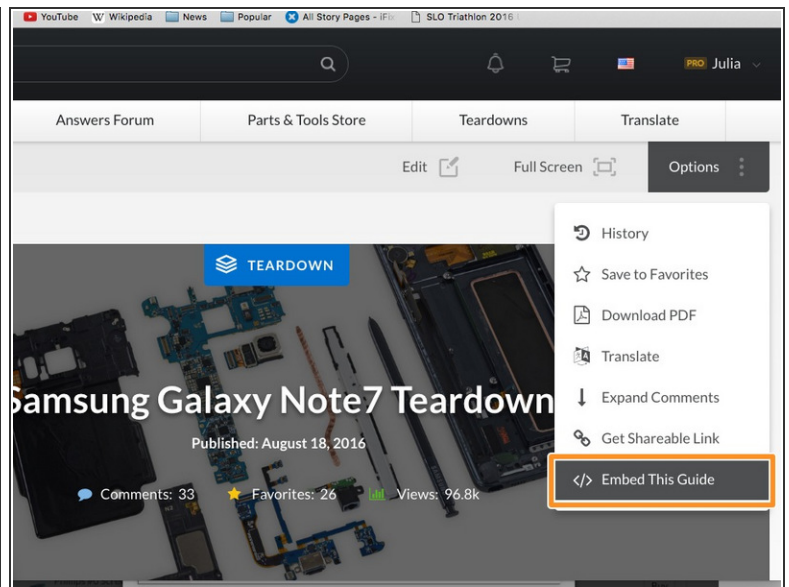 YouTube W Wikipedia News Popular All Story Pages - iFi SLO Triathlon 2016
PRO Julia
Answers Forum Parts & Tools Store Teardowns Translate
Edit Full Screen Options
History
TEARDOWN
Save to Favorites
Download PDF
Translate
Samsung Galaxy Note7 Teardown
Expand Comments
Published: August 18, 2016
Get Shareable Link
</> Embed This Guide
Comments: 33 Favorites: 26 Views: 96.8k